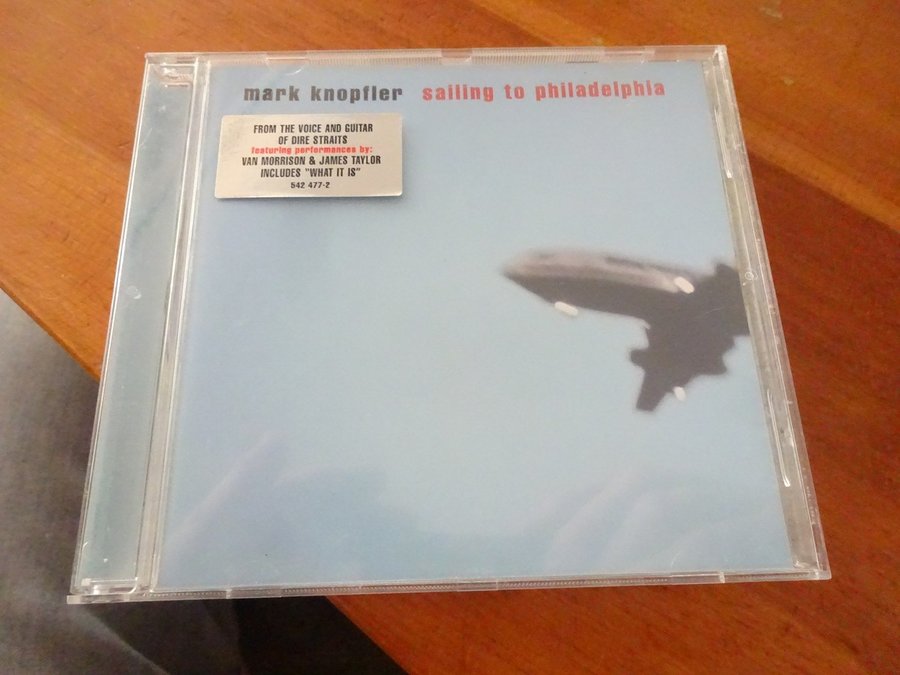 mark knopfler sailing to philadelphia
FROM THE VOICE AND GUITAR
OF DIRE STRAITS
featuring performances by:
VAN MORRISON & JAMES TAYLOR
INCLUDES "WHAT IT IS"
542 477-2